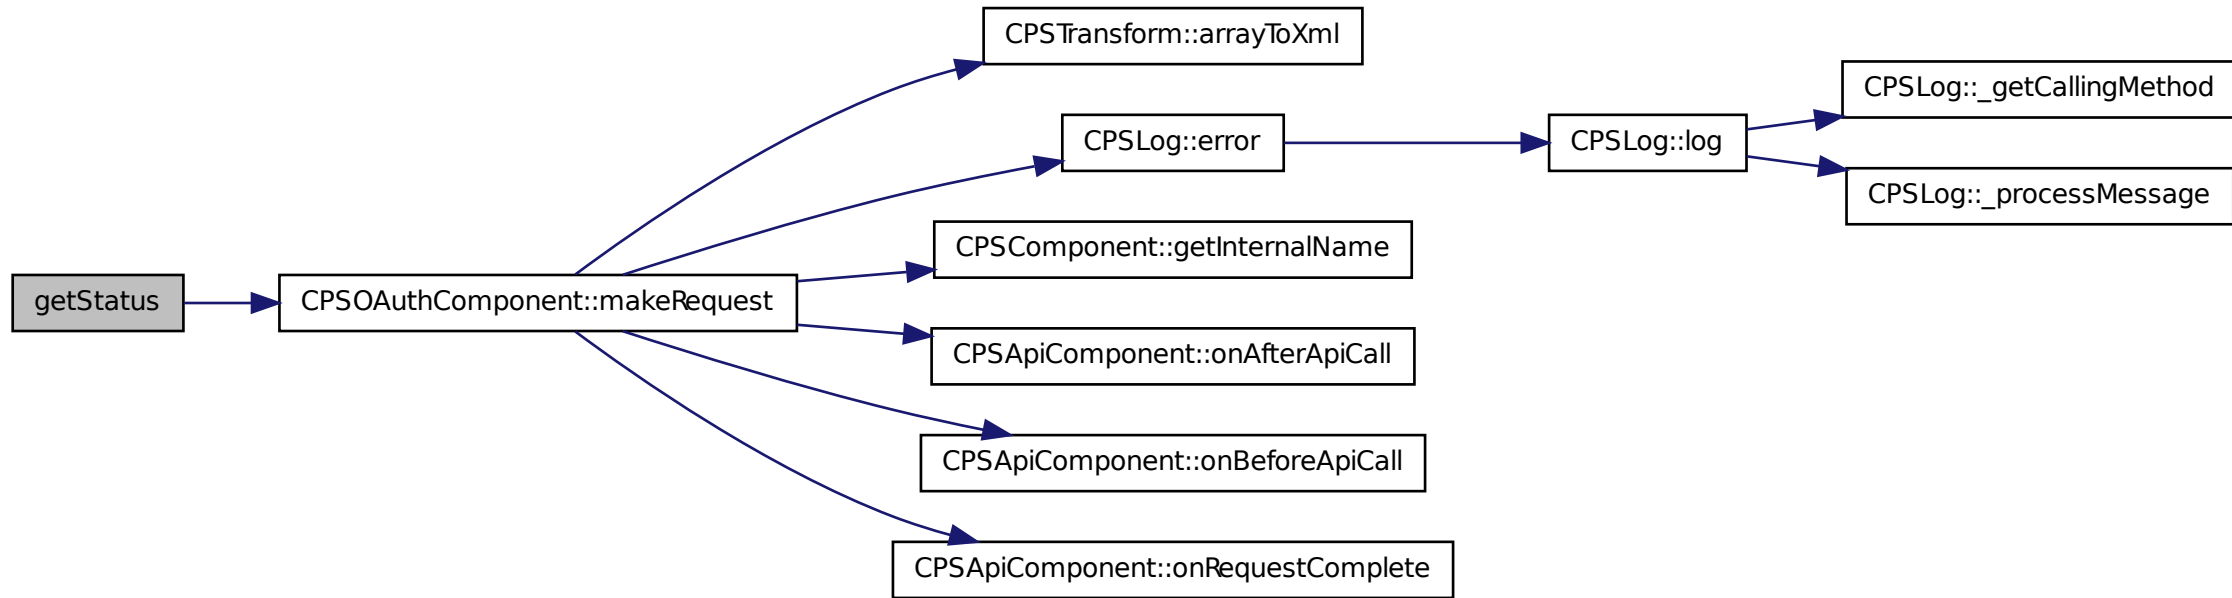 CPSTransform::arrayToXml
CPSLog::_getCallingMethod
CPSLog::error
CPSLog::log
CPSLog::_processMessage
CPSComponent::getInternalName
getStatus
CPSOAuthComponent::makeRequest
CPSApiComponent::onAfterApiCall
CPSApiComponent::onBeforeApiCall
CPSApiComponent::onRequestComplete